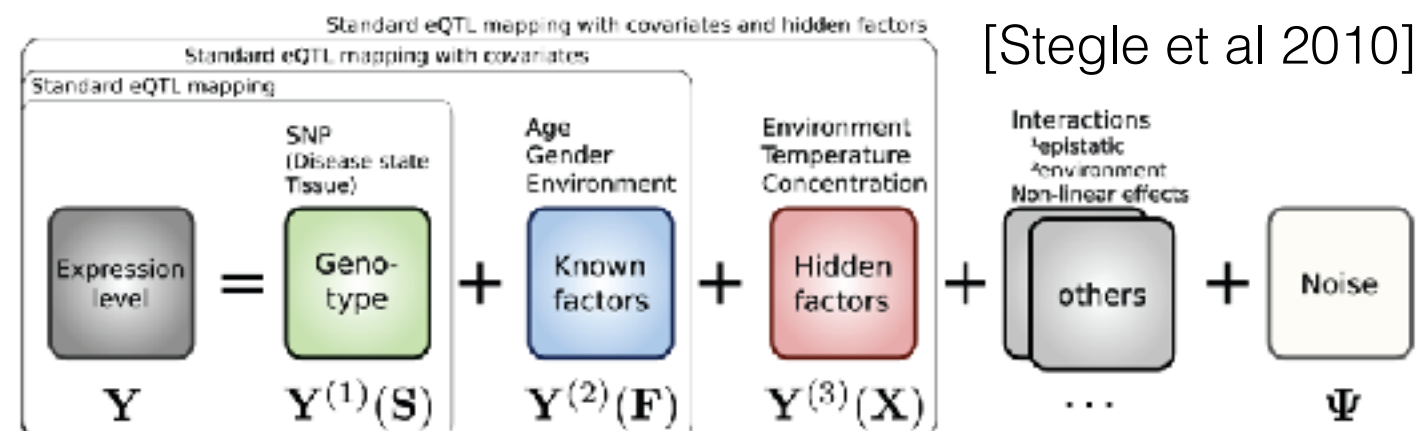 Standard eQTL mapping with covariates and hidden factors
[Stegle et al 2010]
Standard eQTL mapping with covariates
Standard eQTL mapping
SNP
(Disease state
Tissue)
Age
Gender
Environment
Environment
Temperature
Concentration
Interactions
¹epistatic
²environment
Non-linear effects
Expression
level
=
Geno-
type
+
Known
factors
+
Hidden
factors
+
others
+
Noise
Y
Y⁽¹⁾(S)
Y⁽²⁾(F)
Y⁽³⁾(X)
...
Ψ